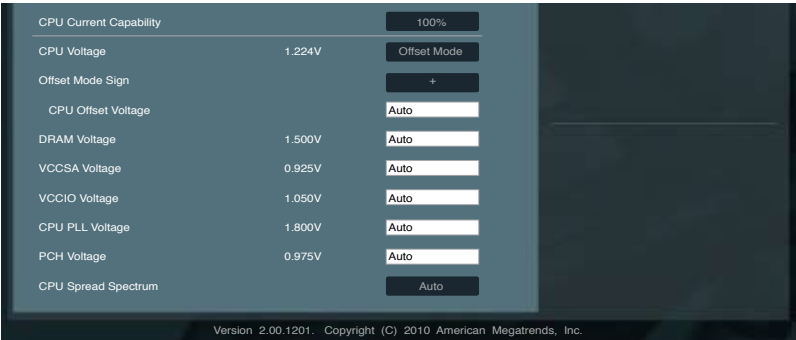 CPU Current Capability 100%
CPU Voltage 1.224V Offset Mode
Offset Mode Sign +
CPU Offset Voltage Auto
DRAM Voltage 1.500V Auto
VCCSA Voltage 0.925V Auto
VCCIO Voltage 1.050V Auto
CPU PLL Voltage 1.800V Auto
PCH Voltage 0.975V Auto
CPU Spread Spectrum Auto
Version 2.00.1201. Copyright (C) 2010 American Megatrends, Inc.